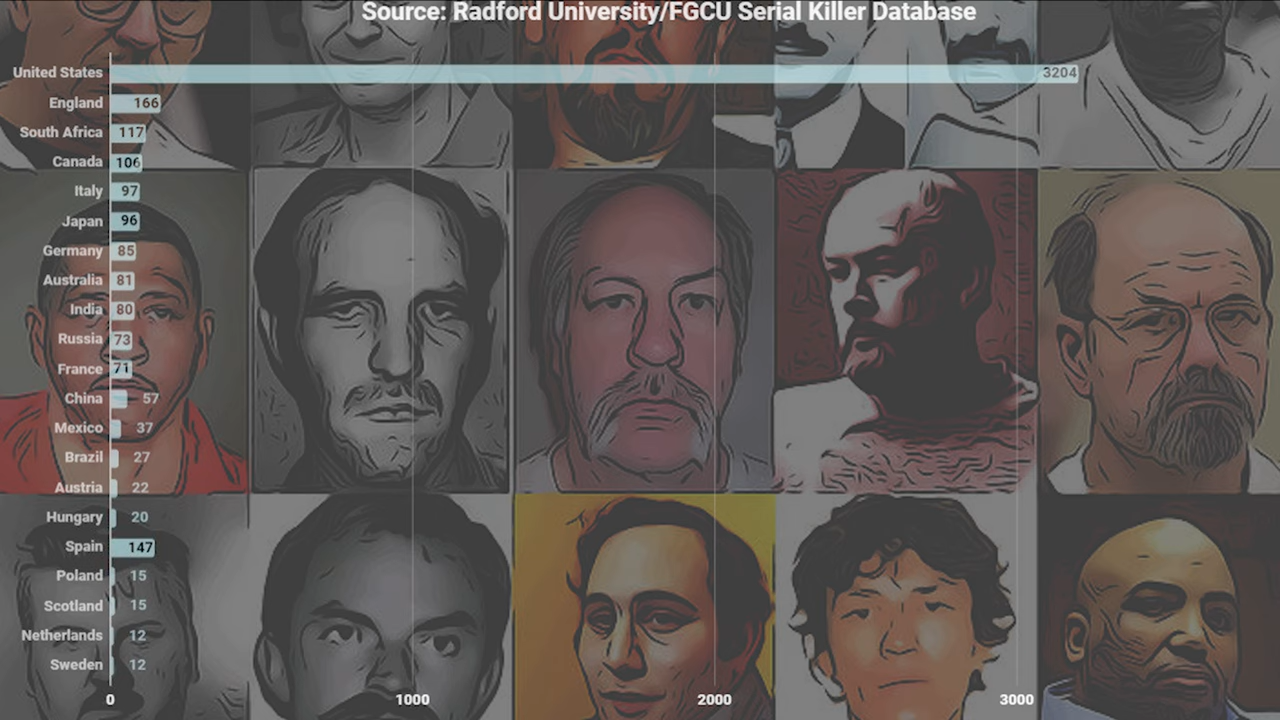 Source: Radford University/FGCU Serial Killer Database
United States 3204
England 166
South Africa 117
Canada 106
Italy 97
Japan 96
Germany 85
Australia 81
India 80
Russia 73
France 71
China 57
Mexico 37
Brazil 27
Austria 22
Hungary 20
Spain 147
Poland 15
Scotland 15
Netherlands 12
Sweden 12
0 1000 2000 3000